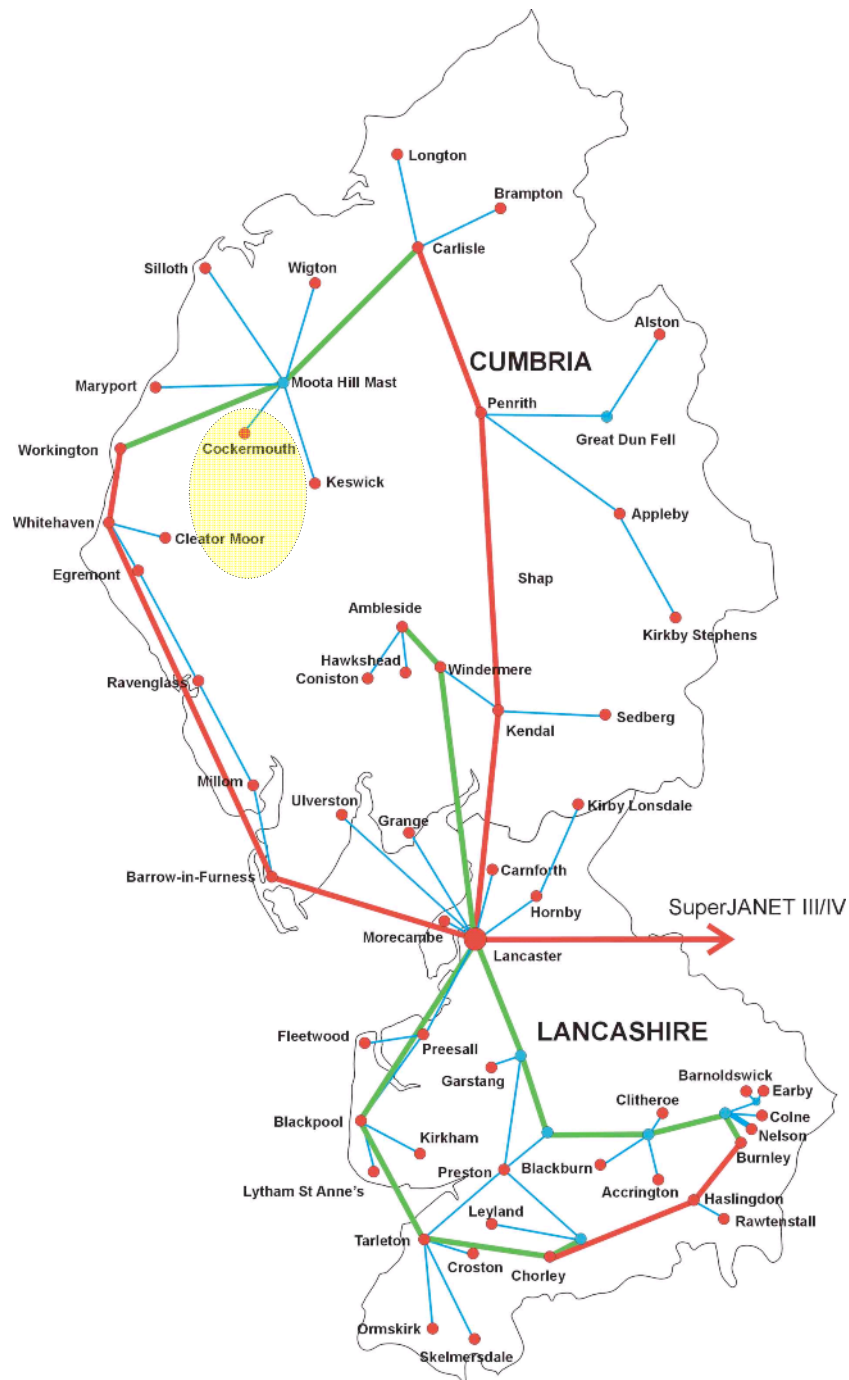 Longton
Brampton
Carlisle
Silloth
Wigton
Alston
CUMBRIA
Maryport
Moota Hill Mast
Penrith
Great Dun Fell
Workington
Cockermouth
Keswick
Appleby
Whitehaven
Cleator Moor
Egremont
Shap
Ambleside
Kirkby Stephens
Hawkshead
Windermere
Coniston
Ravenglass
Sedberg
Kendal
Millom
Ulverston
Kirby Lonsdale
Grange
Carnforth
Barrow-in-Furness
Hornby
SuperJANET III/IV
Morecambe
Lancaster
LANCASHIRE
Fleetwood
Preesall
Garstang
Barnoldswick
Earby
Clitheroe
Colne
Blackpool
Nelson
Kirkham
Burnley
Preston
Blackburn
Lytham St Anne's
Accrington
Haslingdon
Leyland
Rawtenstall
Tarleton
Croston
Chorley
Ormskirk
Skelmersdale